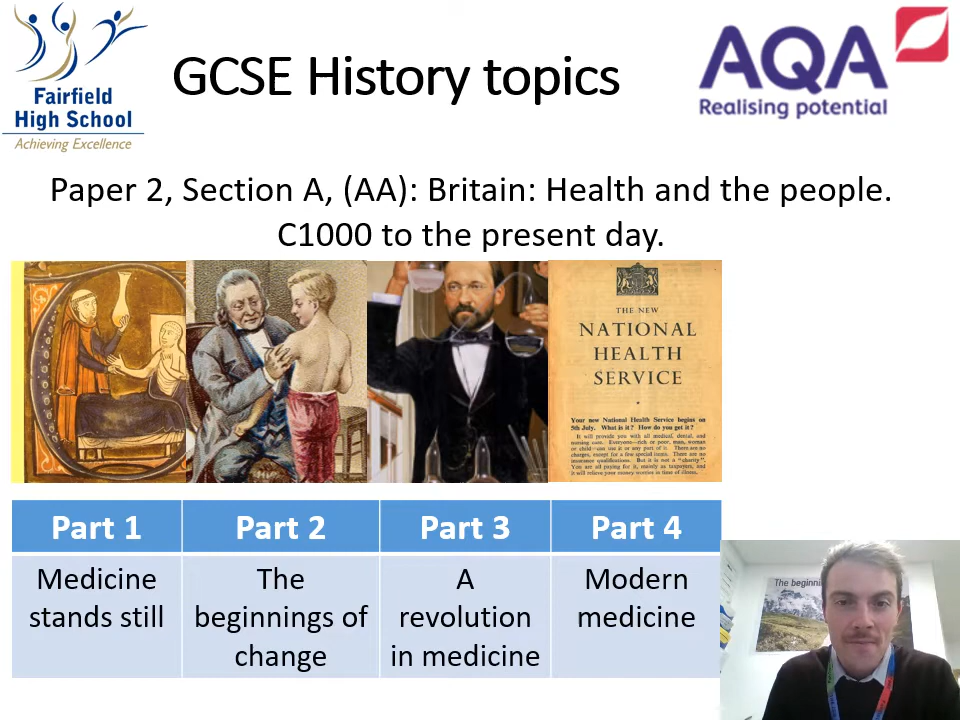 Fairfield
High School
Achieving Excellence
GCSE History topics
AQA
Realising potential
Paper 2, Section A, (AA): Britain: Health and the people.
C1000 to the present day.
THE NEW
NATIONAL
HEALTH
SERVICE
Your new National Health Service begins on
5th July. What is it? How do you get it?
It will provide you with all medical, dental, and
nursing care. Everyone—rich or poor, man, woman
or child—can use it or any part of it. There are no
charges, except for a few special items. There are no
insurance qualifications. But it is not a "charity".
You are all paying for it, mainly as taxpayers, and
it will relieve your money worries in time of illness.
Part 1
Part 2
Part 3
Part 4
Medicine
stands still
The
beginnings of
change
A
revolution
in medicine
Modern
medicine
The beginni